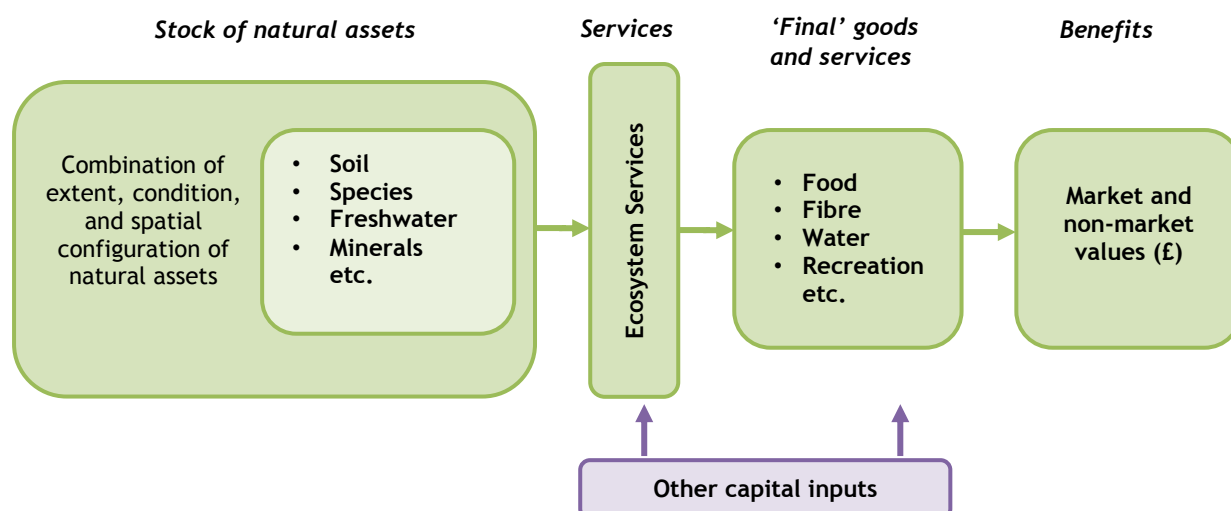 Stock of natural assets
Services
‘Final’ goods
and services
Benefits
Combination of
extent, condition,
and spatial
configuration of
natural assets
• Soil
• Species
• Freshwater
• Minerals
etc.
Ecosystem Services
• Food
• Fibre
• Water
• Recreation
etc.
Market and
non-market
values (£)
Other capital inputs